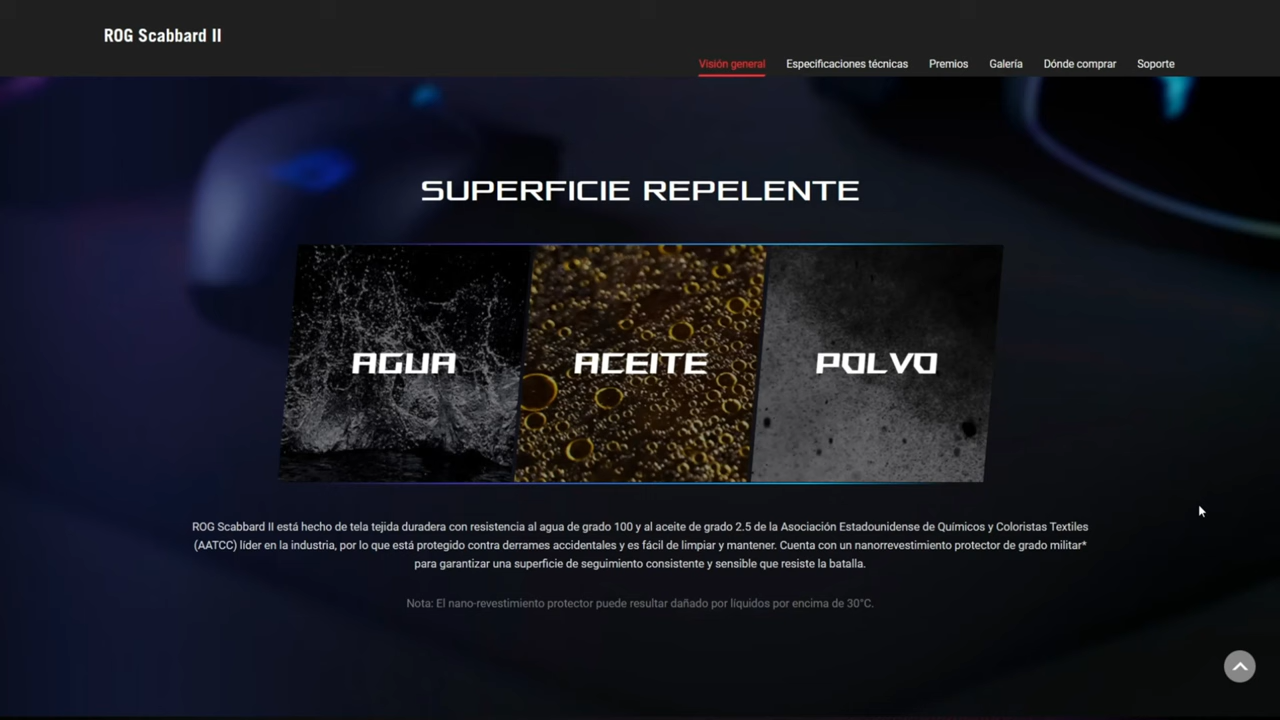 ROG Scabbard II
Visión general Especificaciones técnicas Premios Galería Dónde comprar Soporte
SUPERFICIE REPELENTE
AGUA ACEITE POLVO
ROG Scabbard II está hecho de tela tejida duradera con resistencia al agua de grado 100 y al aceite de grado 2.5 de la Asociación Estadounidense de Químicos y Coloristas Textiles
(AATCC) líder en la industria, por lo que está protegido contra derrames accidentales y es fácil de limpiar y mantener. Cuenta con un nanorrevestimiento protector de grado militar*
para garantizar una superficie de seguimiento consistente y sensible que resiste la batalla.
Nota: El nano-revestimiento protector puede resultar dañado por líquidos por encima de 30°C.